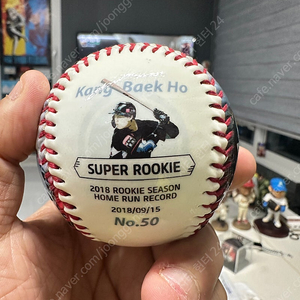 Kang Baek Ho
SUPER ROOKIE
2018 ROOKIE SEASON
HOME RUN RECORD
2018/09/15
No.50